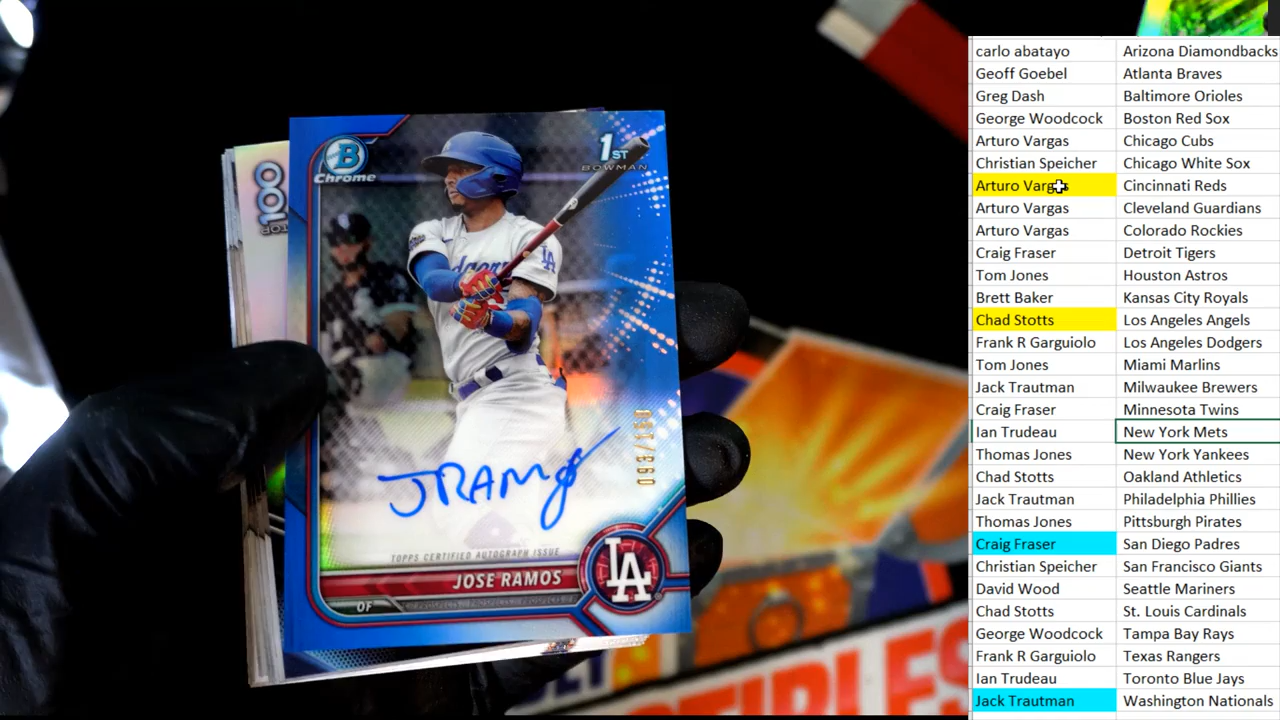 100
B
Chrome
1ST
BOWMAN
Dodgers
LA
J RAMOS
TOPPS CERTIFIED AUTOGRAPH ISSUE
JOSE RAMOS
OF
LA
carlo abatayo Arizona Diamondbacks
Geoff Goebel Atlanta Braves
Greg Dash Baltimore Orioles
George Woodcock Boston Red Sox
Arturo Vargas Chicago Cubs
Christian Speicher Chicago White Sox
Arturo Vargas Cincinnati Reds
Arturo Vargas Cleveland Guardians
Arturo Vargas Colorado Rockies
Craig Fraser Detroit Tigers
Tom Jones Houston Astros
Brett Baker Kansas City Royals
Chad Stotts Los Angeles Angels
Frank R Garguiolo Los Angeles Dodgers
Tom Jones Miami Marlins
Jack Trautman Milwaukee Brewers
Craig Fraser Minnesota Twins
Ian Trudeau New York Mets
Thomas Jones New York Yankees
Chad Stotts Oakland Athletics
Jack Trautman Philadelphia Phillies
Thomas Jones Pittsburgh Pirates
Craig Fraser San Diego Padres
Christian Speicher San Francisco Giants
David Wood Seattle Mariners
Chad Stotts St. Louis Cardinals
George Woodcock Tampa Bay Rays
Frank R Garguiolo Texas Rangers
Ian Trudeau Toronto Blue Jays
Jack Trautman Washington Nationals